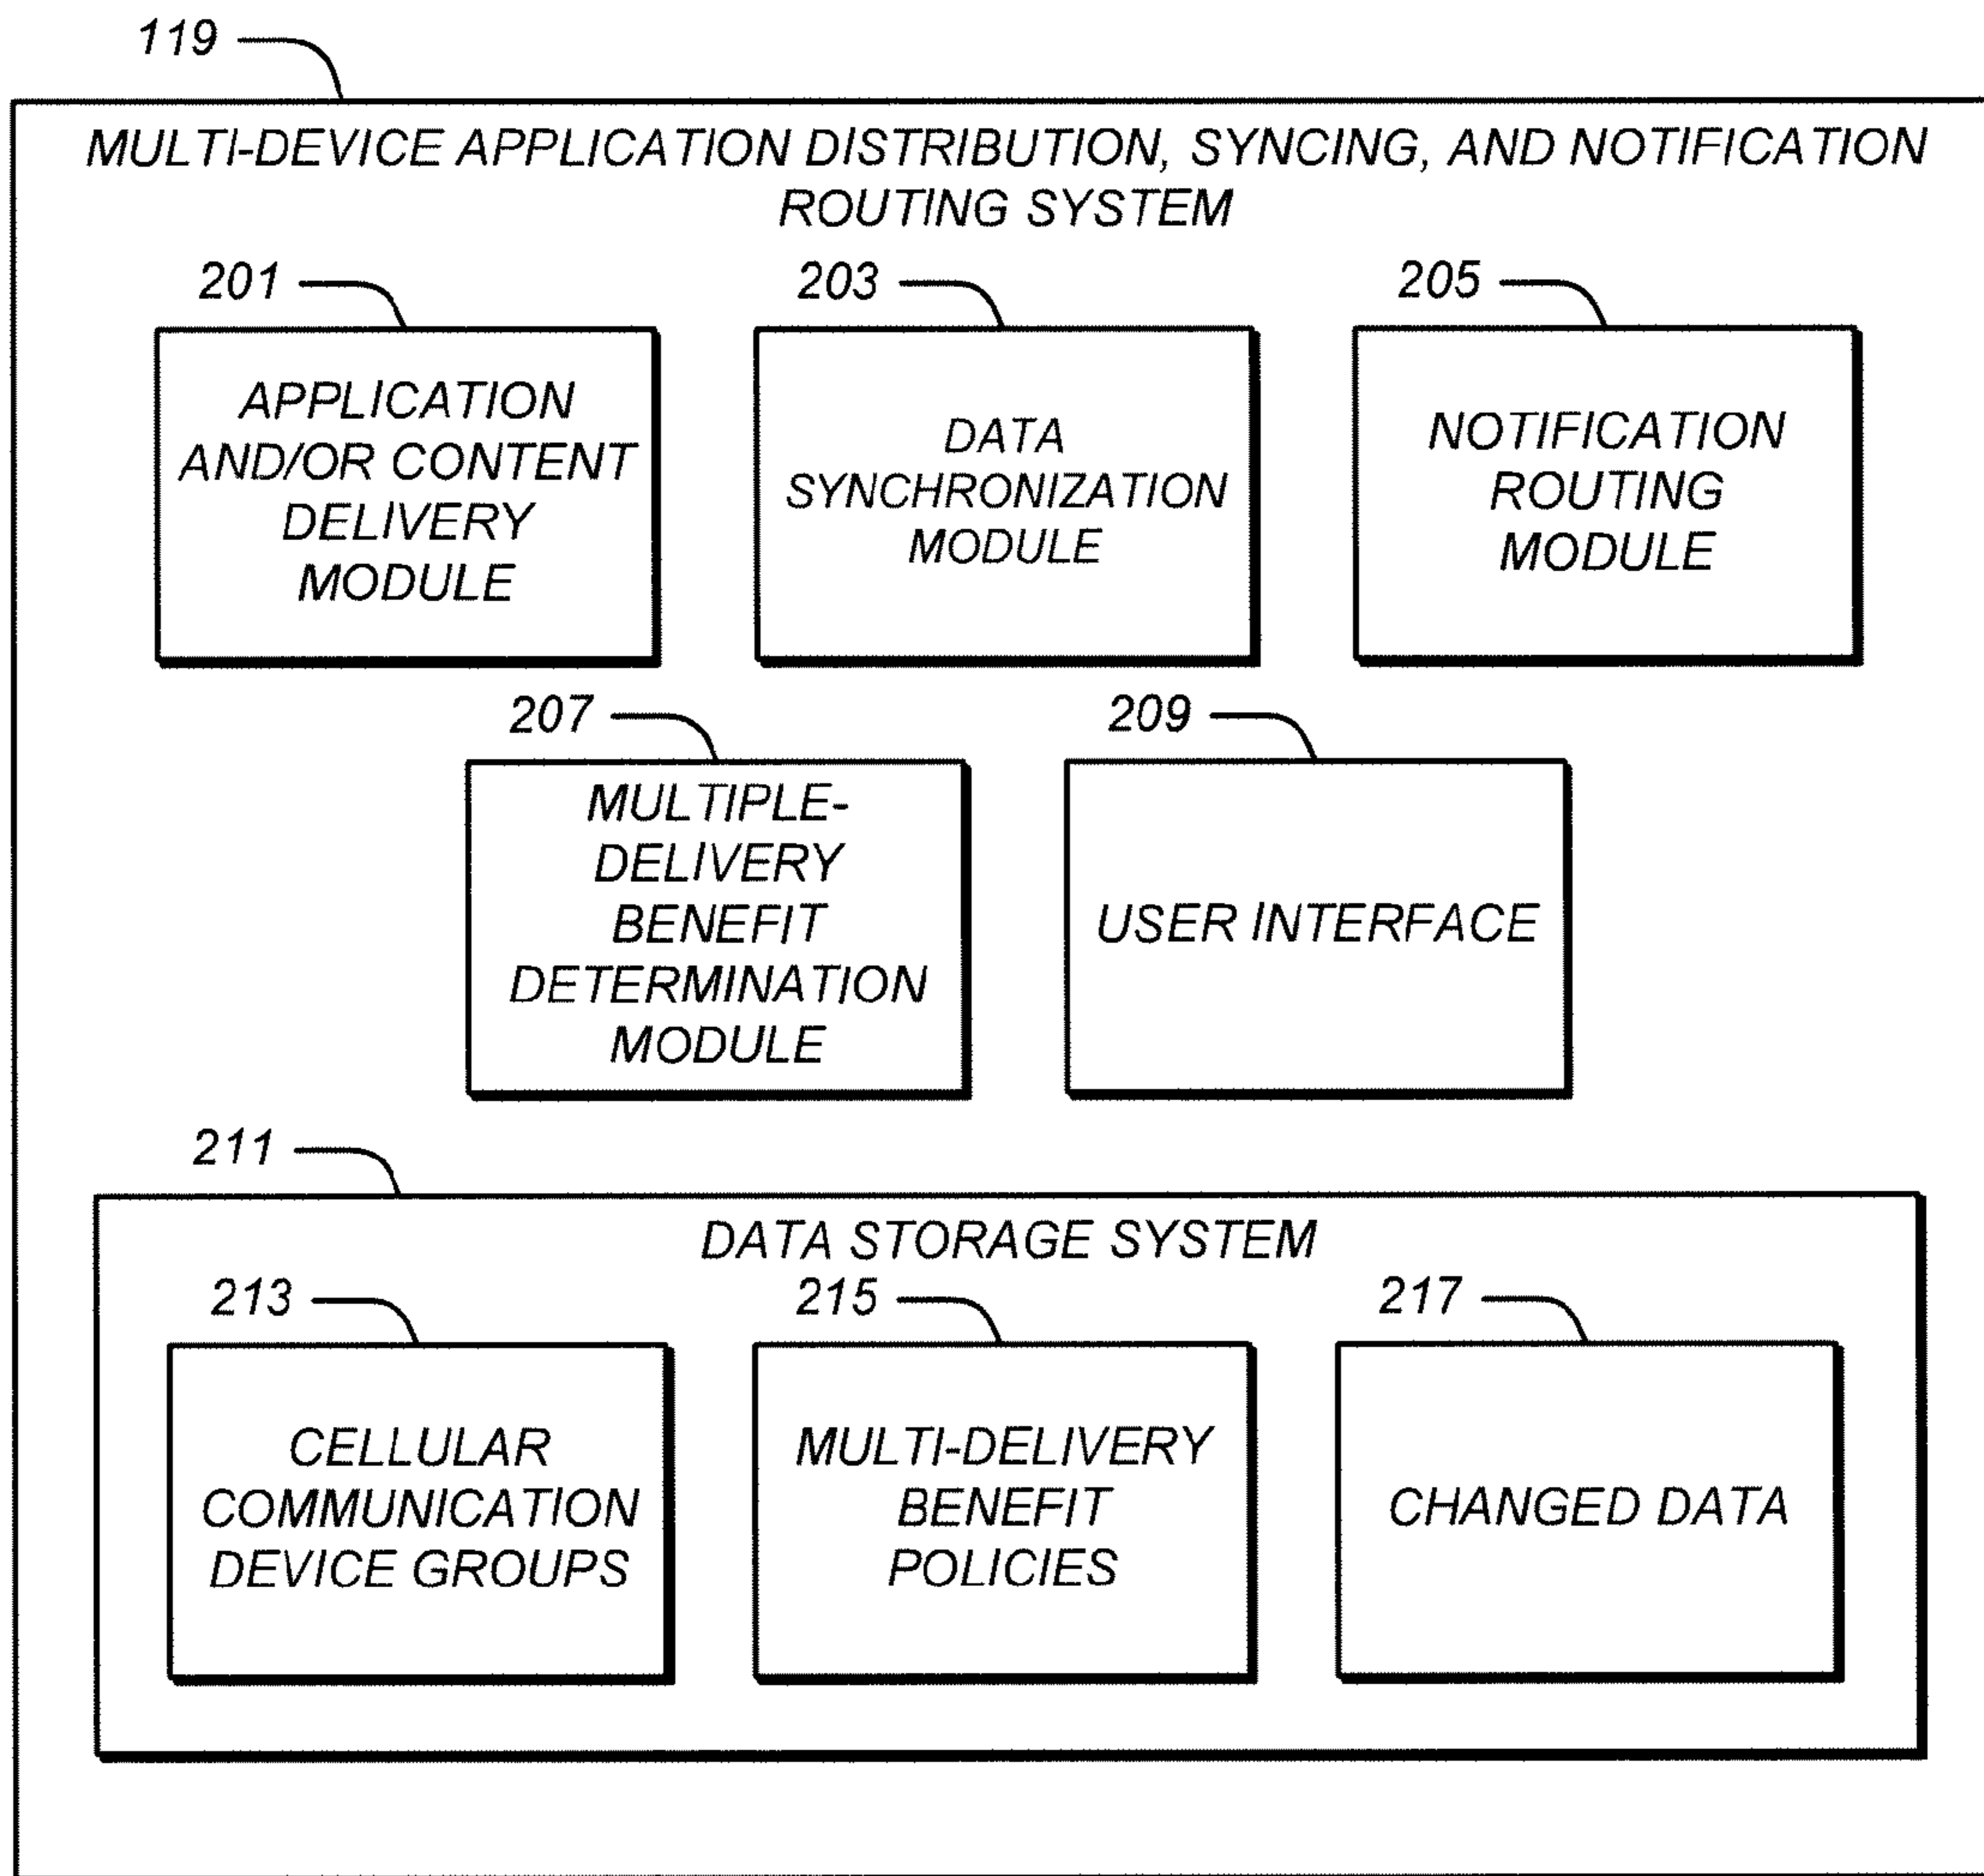 119
MULTI-DEVICE APPLICATION DISTRIBUTION, SYNCING, AND NOTIFICATION
ROUTING SYSTEM
201
APPLICATION
AND/OR CONTENT
DELIVERY
MODULE
203
DATA
SYNCHRONIZATION
MODULE
205
NOTIFICATION
ROUTING
MODULE
207
MULTIPLE-
DELIVERY
BENEFIT
DETERMINATION
MODULE
209
USER INTERFACE
211
DATA STORAGE SYSTEM
213
CELLULAR
COMMUNICATION
DEVICE GROUPS
215
MULTI-DELIVERY
BENEFIT
POLICIES
217
CHANGED DATA